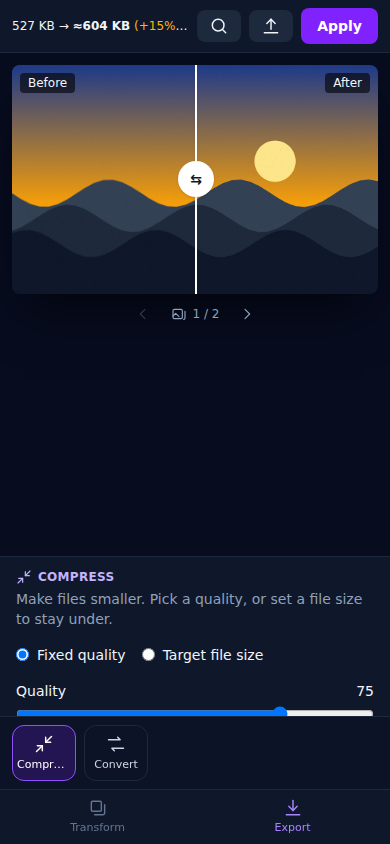 527 KB → ≈604 KB (+15%...
Apply
Before
After
1 / 2
COMPRESS
Make files smaller. Pick a quality, or set a file size
to stay under.
Fixed quality
Target file size
Quality
75
Compr...
Convert
Transform
Export